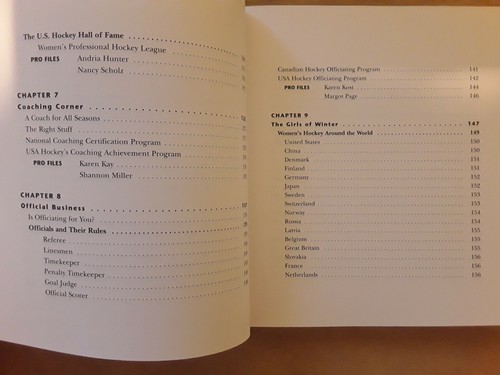 The U.S. Hockey Hall of Fame
Women's Professional Hockey League
PRO FILES Andria Hunter
Nancy Scholz
CHAPTER 7
Coaching Corner
A Coach for All Seasons
The Right Stuff
National Coaching Certification Program
USA Hockey's Coaching Achievement Program
PRO FILES Karen Kay
Shannon Miller
CHAPTER 8
Official Business
Is Officiating for You?
Officials and Their Rules
Referee
Linesmen
Timekeeper
Penalty Timekeeper
Goal Judge
Official Scorer
Canadian Hockey Officiating Program 141
USA Hockey Officiating Program 142
PRO FILES Karen Kost 144
Margot Page 146
CHAPTER 9
The Girls of Winter 147
Women's Hockey Around the World 149
United States 150
China 150
Denmark 151
Finland 151
Germany 152
Japan 152
Sweden 153
Switzerland 153
Norway 154
Russia 154
Latvia 155
Belgium 155
Great Britain 155
Slovakia 156
France 156
Netherlands 156